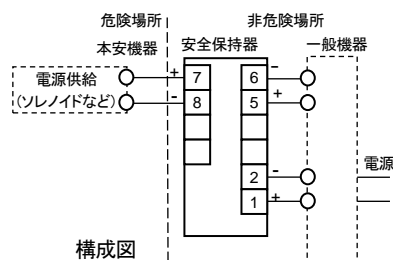 危険場所 非危険場所
本安機器 安全保持器 一般機器
電源供給
(ソレノイドなど)
+ 7 6 -
- 8 5 +
2 -
電源
1 +
構成図